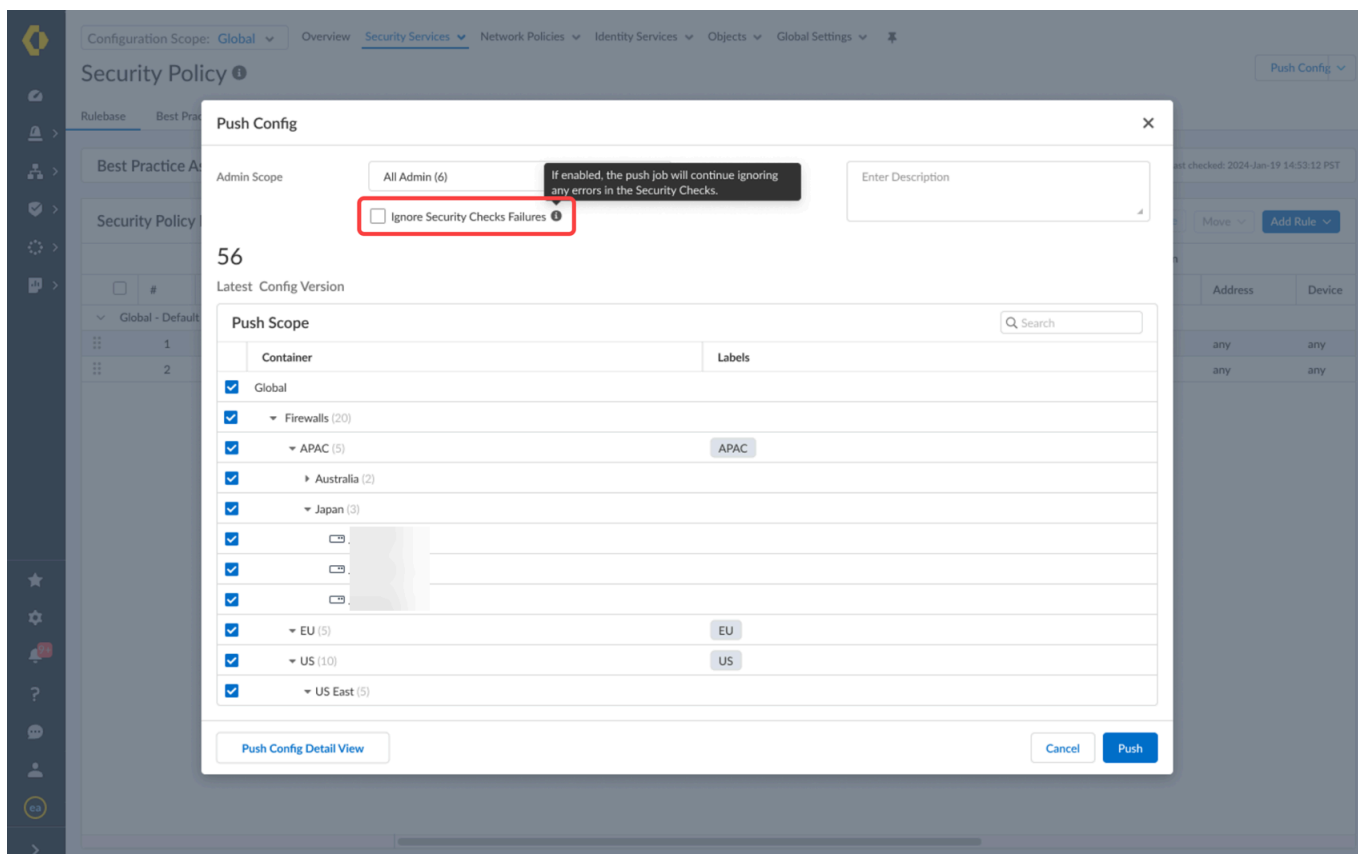 Configuration Scope: Global
Overview
Security Services
Network Policies
Identity Services
Objects
Global Settings
Security Policy
Push Config
Rulebase
Best Prac
Push Config
Best Practice As
ast checked: 2024-Jan-19 14:53:12 PST
Admin Scope
All Admin (6)
If enabled, the push job will continue ignoring
any errors in the Security Checks.
Enter Description
Ignore Security Checks Failures
Security Policy
Move
Add Rule
56
Latest Config Version
#
Address
Device
Global - Default
Push Scope
Search
1
any
any
Container
Labels
2
any
any
Global
Firewalls (20)
APAC (5)
APAC
Australia (2)
Japan (3)
EU (5)
EU
US (10)
US
US East (5)
Push Config Detail View
Cancel
Push
ea